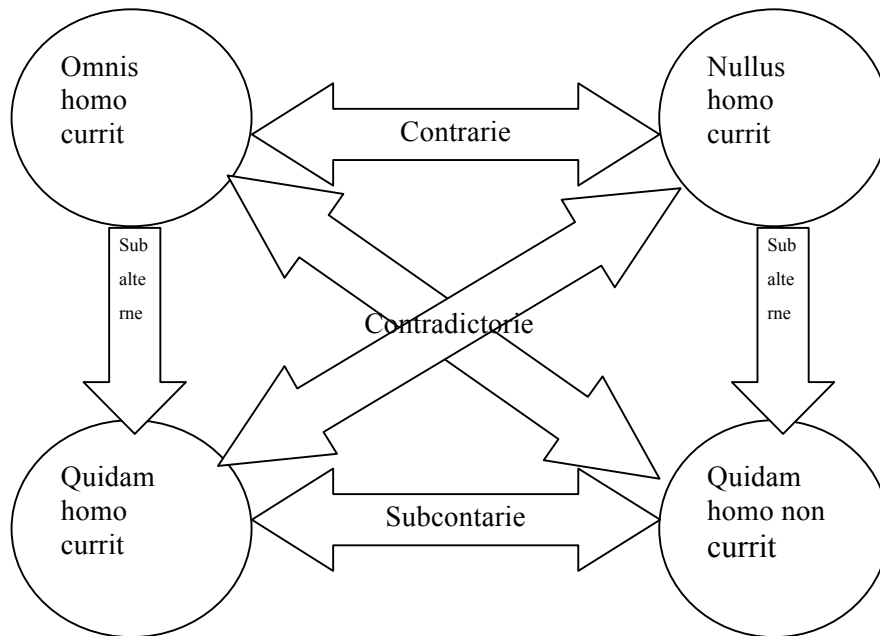 Omnis
homo
currit
Nullus
homo
currit
Contrarie
Sub
alte
rne
Sub
alte
rne
Contradictorie
Quidam
homo
currit
Quidam
homo non
currit
Subcontarie